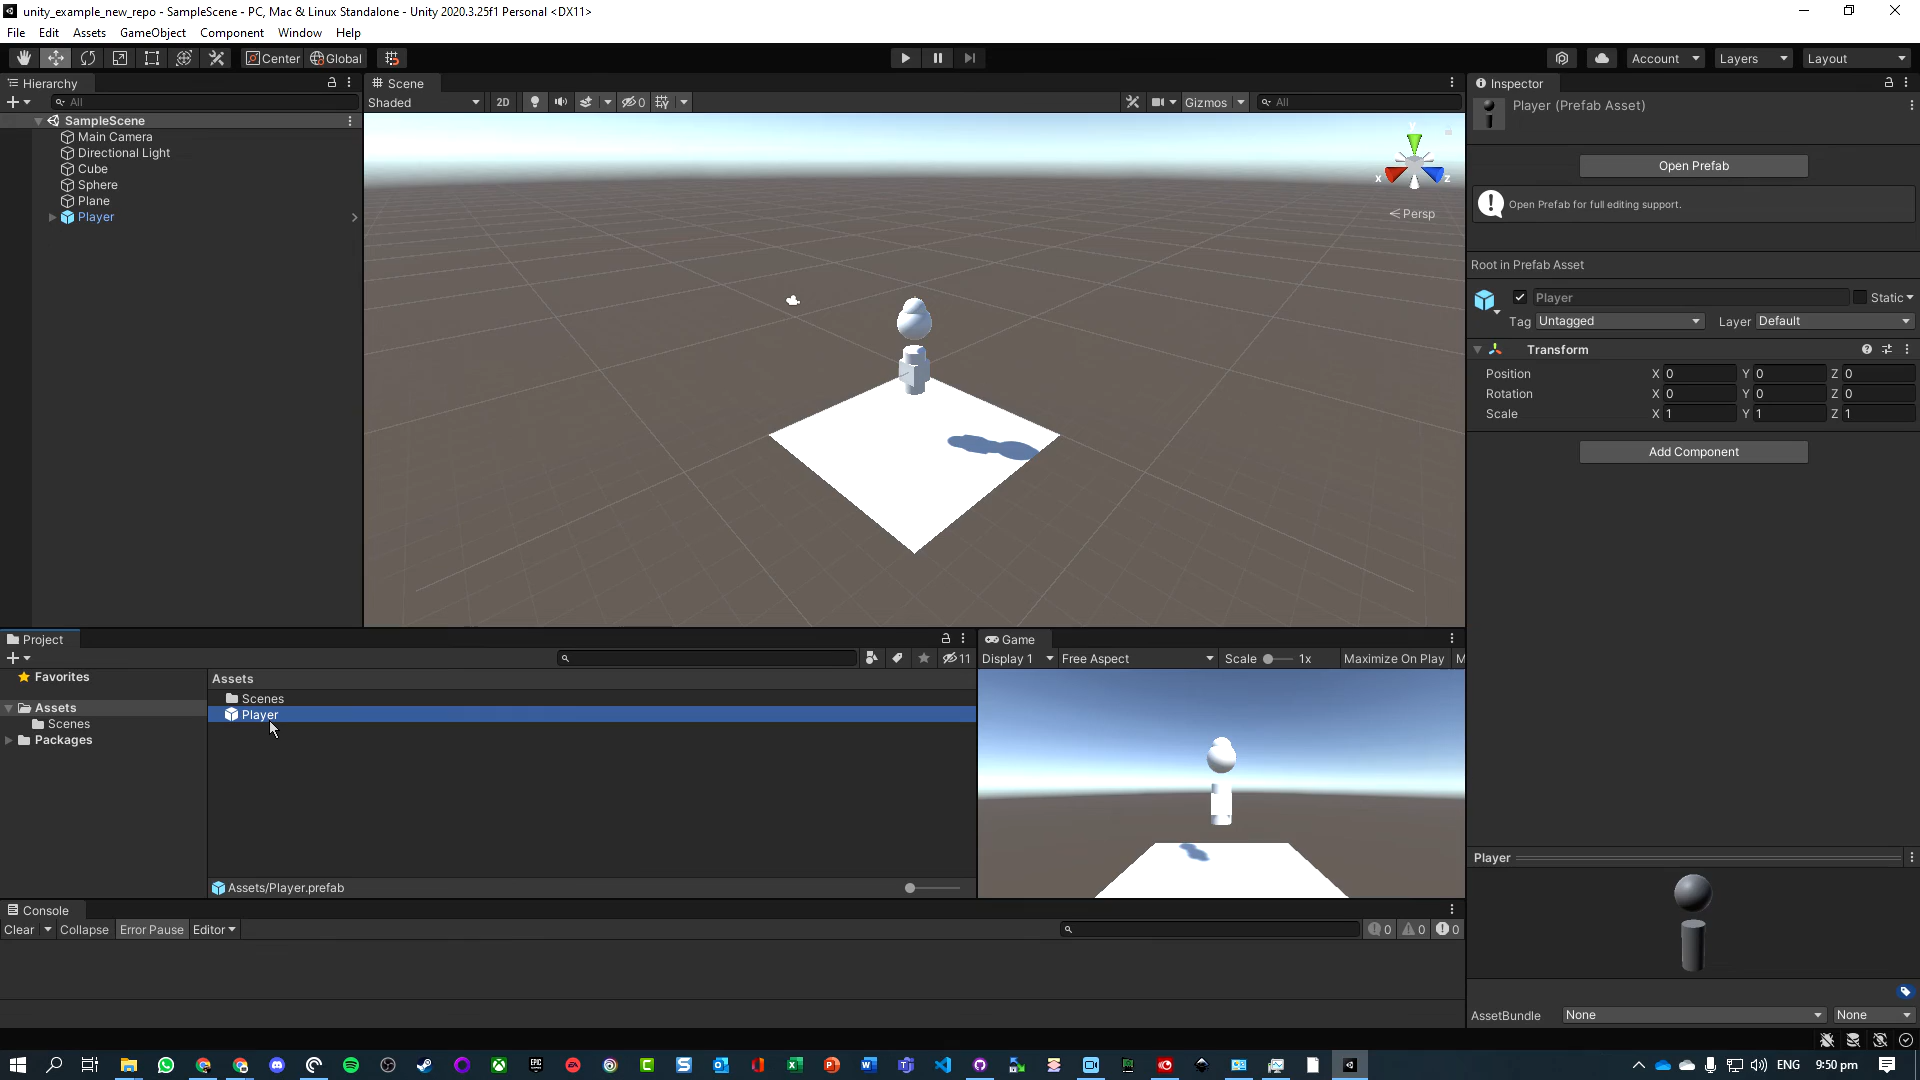 unity_example_new_repo - SampleScene - PC, Mac & Linux Standalone - Unity 2020.3.25f1 Personal <DX11>
File Edit Assets GameObject Component Window Help
Center Global Account Layers Layout
Hierarchy
All
SampleScene
Main Camera
Directional Light
Cube
Sphere
Plane
Player
Scene
Shaded 2D 0 Gizmos All
y
x z
Persp
Inspector
Player (Prefab Asset)
Open Prefab
Open Prefab for full editing support.
Root in Prefab Asset
Player Static
Tag Untagged Layer Default
Transform
Position X 0 Y 0 Z 0
Rotation X 0 Y 0 Z 0
Scale X 1 Y 1 Z 1
Add Component
Project
11
Favorites
Assets
Scenes
Packages
Assets
Scenes
Player
Assets/Player.prefab
Game
Display 1 Free Aspect Scale 1x Maximize On Play M
Console
Clear Collapse Error Pause Editor 0 0 0
Player
AssetBundle None None
ENG 9:50 pm